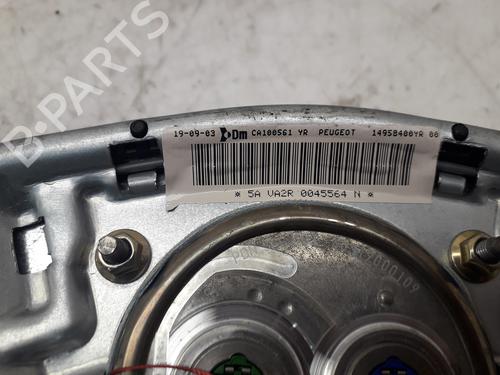 B-PARTS
19-09-03 Dm CA100561 YR PEUGEOT 14958400YR 00
* 5A VA2R 0045564 N *